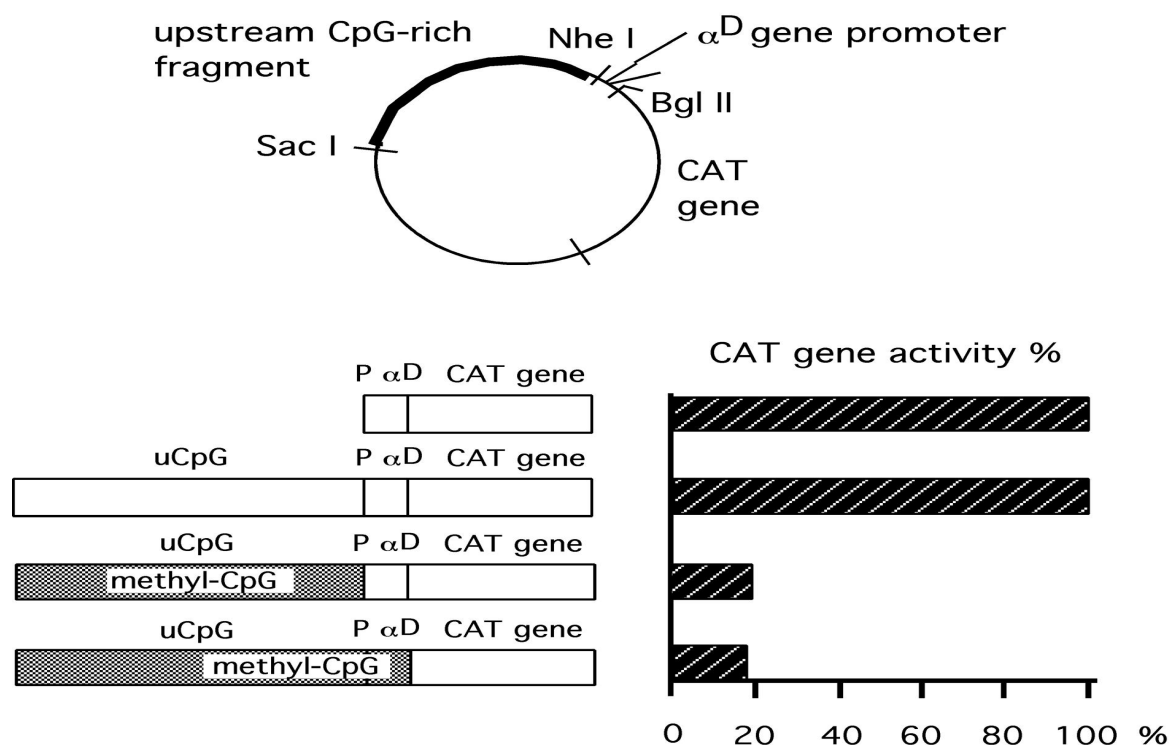 upstream CpG-rich
fragment
Nhe I
αD gene promoter
Bgl II
Sac I
CAT
gene
CAT gene activity %
P αD CAT gene
uCpG P αD CAT gene
uCpG P αD CAT gene
methyl-CpG
uCpG P αD CAT gene
methyl-CpG
0 20 40 60 80 100 %